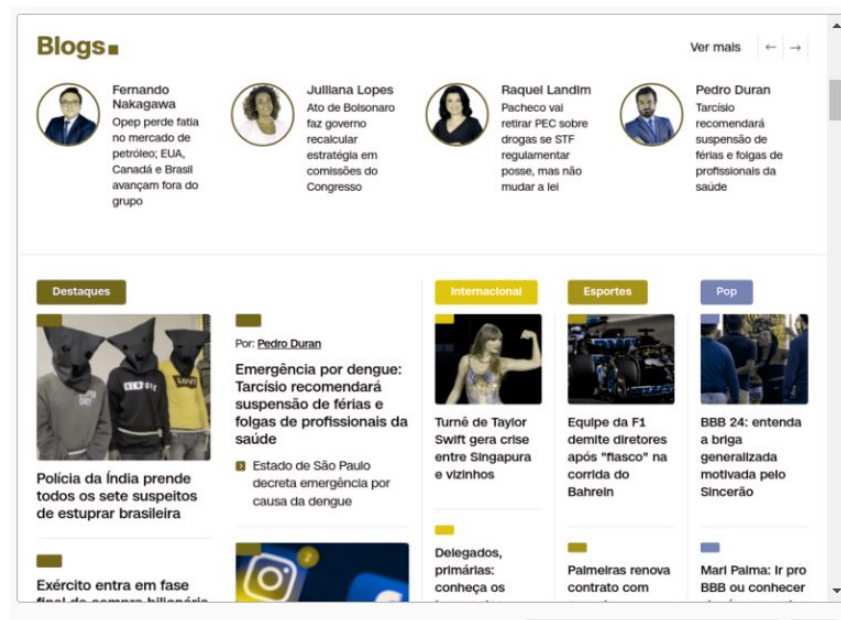 Blogs
Ver mais
Fernando
Nakagawa
Opep perde fatia
no mercado de
petróleo; EUA,
Canadá e Brasil
avançam fora do
grupo
Julliana Lopes
Ato de Bolsonaro
faz governo
recalcular
estratégia em
comissões do
Congresso
Raquel Landim
Pacheco vai
retirar PEC sobre
drogas se STF
regulamentar
posse, mas não
mudar a lei
Pedro Duran
Tarcísio
recomendará
suspensão de
férias e folgas de
profissionais da
saúde
Destaques
Polícia da Índia prende
todos os sete suspeitos
de estuprar brasileira
Exército entra em fase
final de compra bilionário
Por: Pedro Duran
Emergência por dengue:
Tarcísio recomendará
suspensão de férias e
folgas de profissionais da
saúde
Estado de São Paulo
decreta emergência por
causa da dengue
2
Internacional
Turnê de Taylor
Swift gera crise
entre Singapura
e vizinhos
Delegados,
primárias:
conheça os
Esportes
Equipe da F1
demite diretores
após "fiasco" na
corrida do
Bahrein
Palmeiras renova
contrato com
Pop
BBB 24: entenda
a briga
generalizada
motivada pelo
Sincerão
Mari Palma: Ir pro
BBB ou conhecer